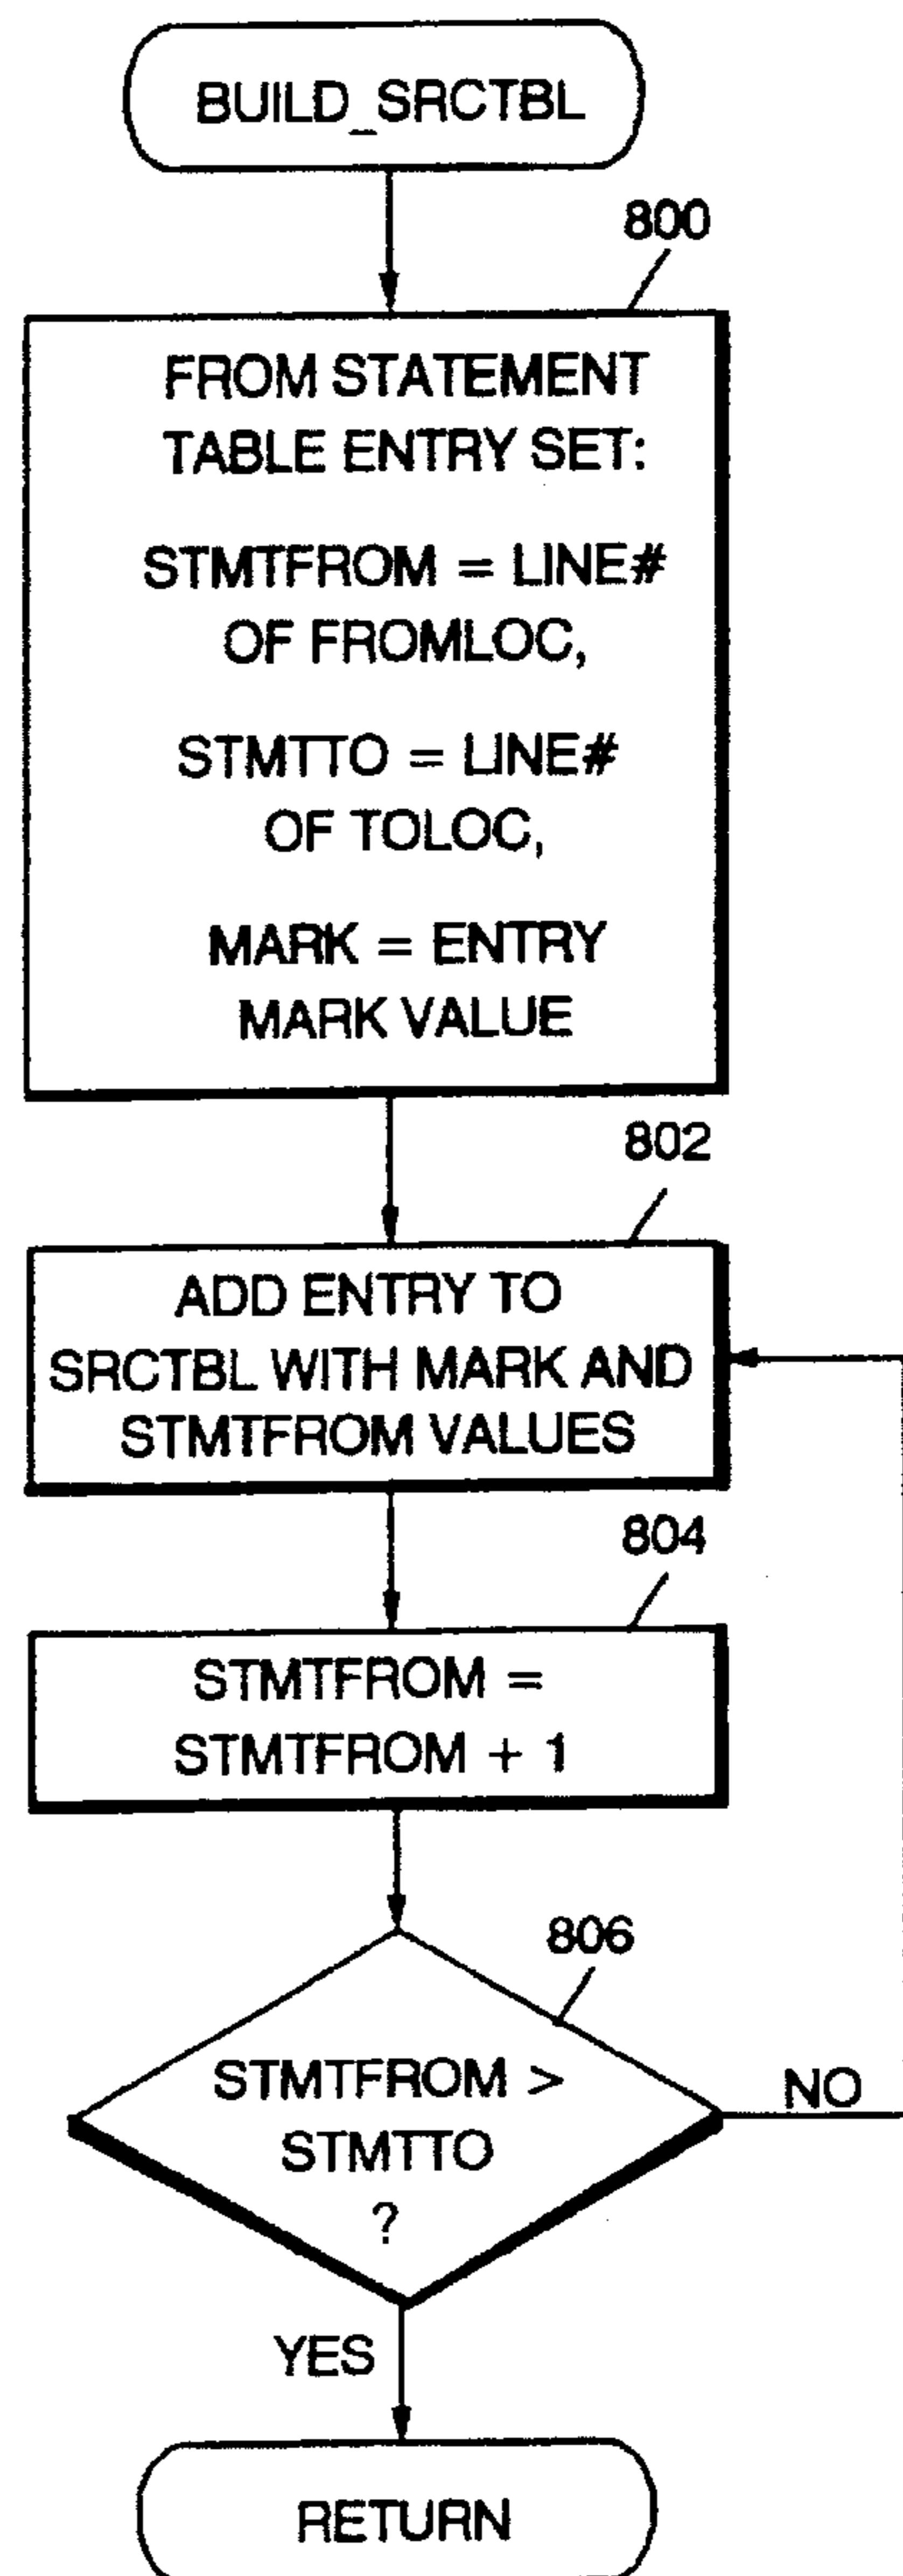 BUILD_SRCTBL
800
FROM STATEMENT
TABLE ENTRY SET:
STMTFROM = LINE#
OF FROMLOC,
STMTTO = LINE#
OF TOLOC,
MARK = ENTRY
MARK VALUE
802
ADD ENTRY TO
SRCTBL WITH MARK AND
STMTFROM VALUES
804
STMTFROM =
STMTFROM + 1
806
STMTFROM >
STMTTO
?
NO
YES
RETURN